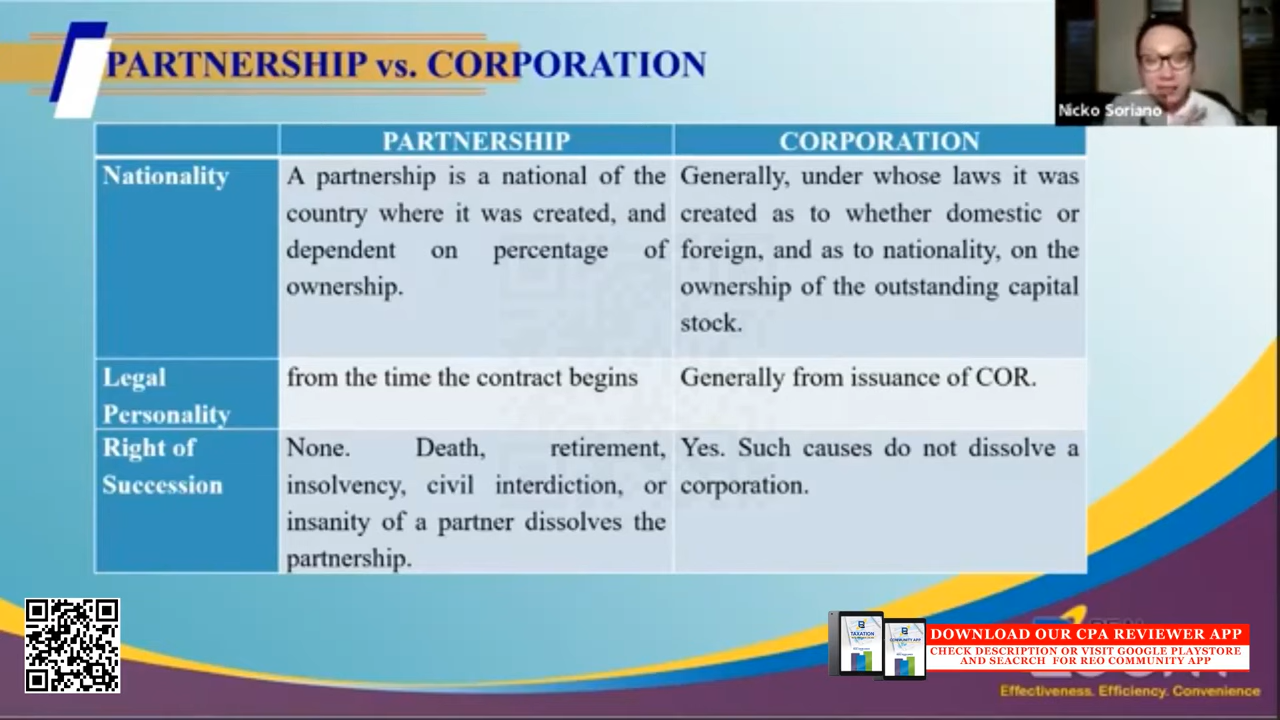 PARTNERSHIP vs. CORPORATION
Nicko Soriano
PARTNERSHIP
CORPORATION
Nationality
A partnership is a national of the
country where it was created, and
dependent on percentage of
ownership.
Generally, under whose laws it was
created as to whether domestic or
foreign, and as to nationality, on the
ownership of the outstanding capital
stock.
Legal
Personality
from the time the contract begins
Generally from issuance of COR.
Right of
Succession
None. Death, retirement,
insolvency, civil interdiction, or
insanity of a partner dissolves the
partnership.
Yes. Such causes do not dissolve a
corporation.
TAXATION
COMMUNITY APP
DOWNLOAD OUR CPA REVIEWER APP
CHECK DESCRIPTION OR VISIT GOOGLE PLAYSTORE
AND SEACRCH FOR REO COMMUNITY APP
Effectiveness. Efficiency. Convenience